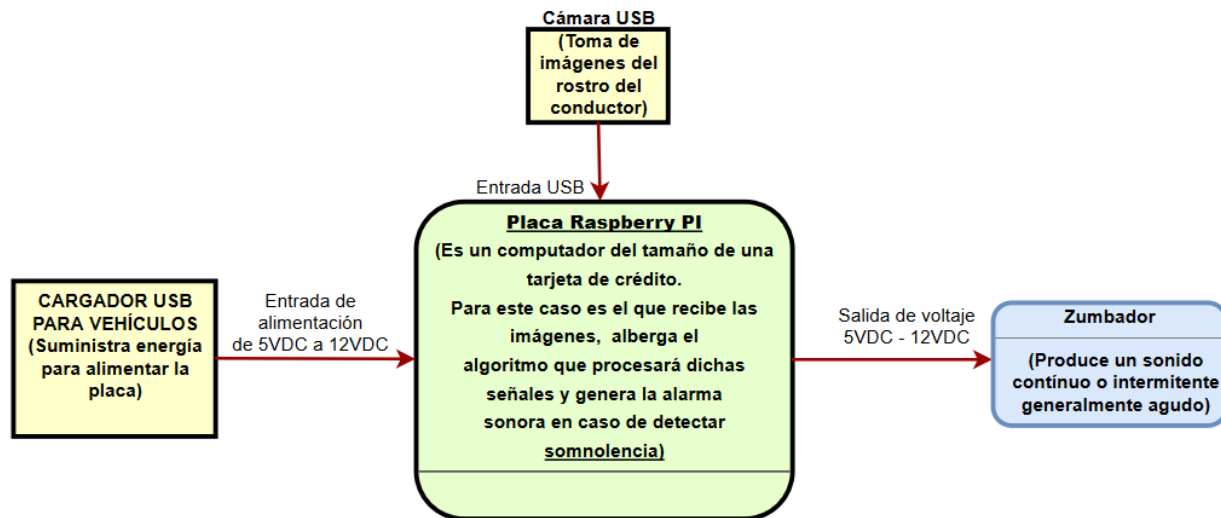 Cámara USB
(Toma de
imágenes del
rostro del
conductor)
Entrada USB
Placa Raspberry PI
(Es un computador del tamaño de una
tarjeta de crédito.
Para este caso es el que recibe las
imágenes, alberga el
algoritmo que procesará dichas
señales y genera la alarma
sonora en caso de detectar
somnolencia)
CARGADOR USB
PARA VEHÍCULOS
(Suministra energía
para alimentar la
placa)
Entrada de
alimentación
de 5VDC a 12VDC
Salida de voltaje
5VDC - 12VDC
Zumbador
(Produce un sonido
contínuo o intermitente
generalmente agudo)